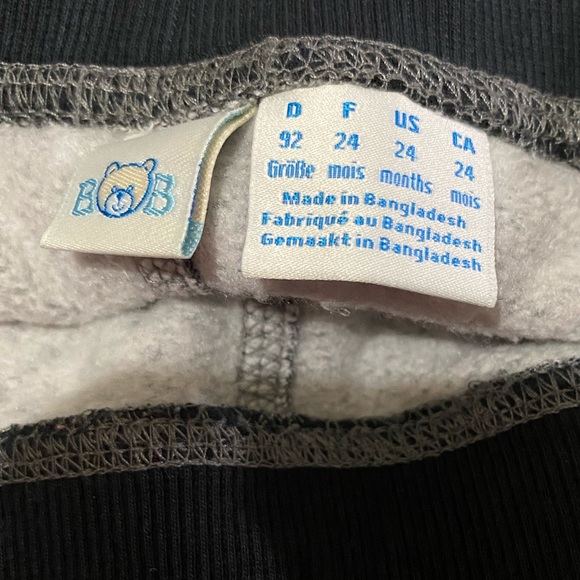 BOB
D F US CA
92 24 24 24
Größe mois months mois
Made in Bangladesh
Fabriqué au Bangladesh
Gemaakt in Bangladesh